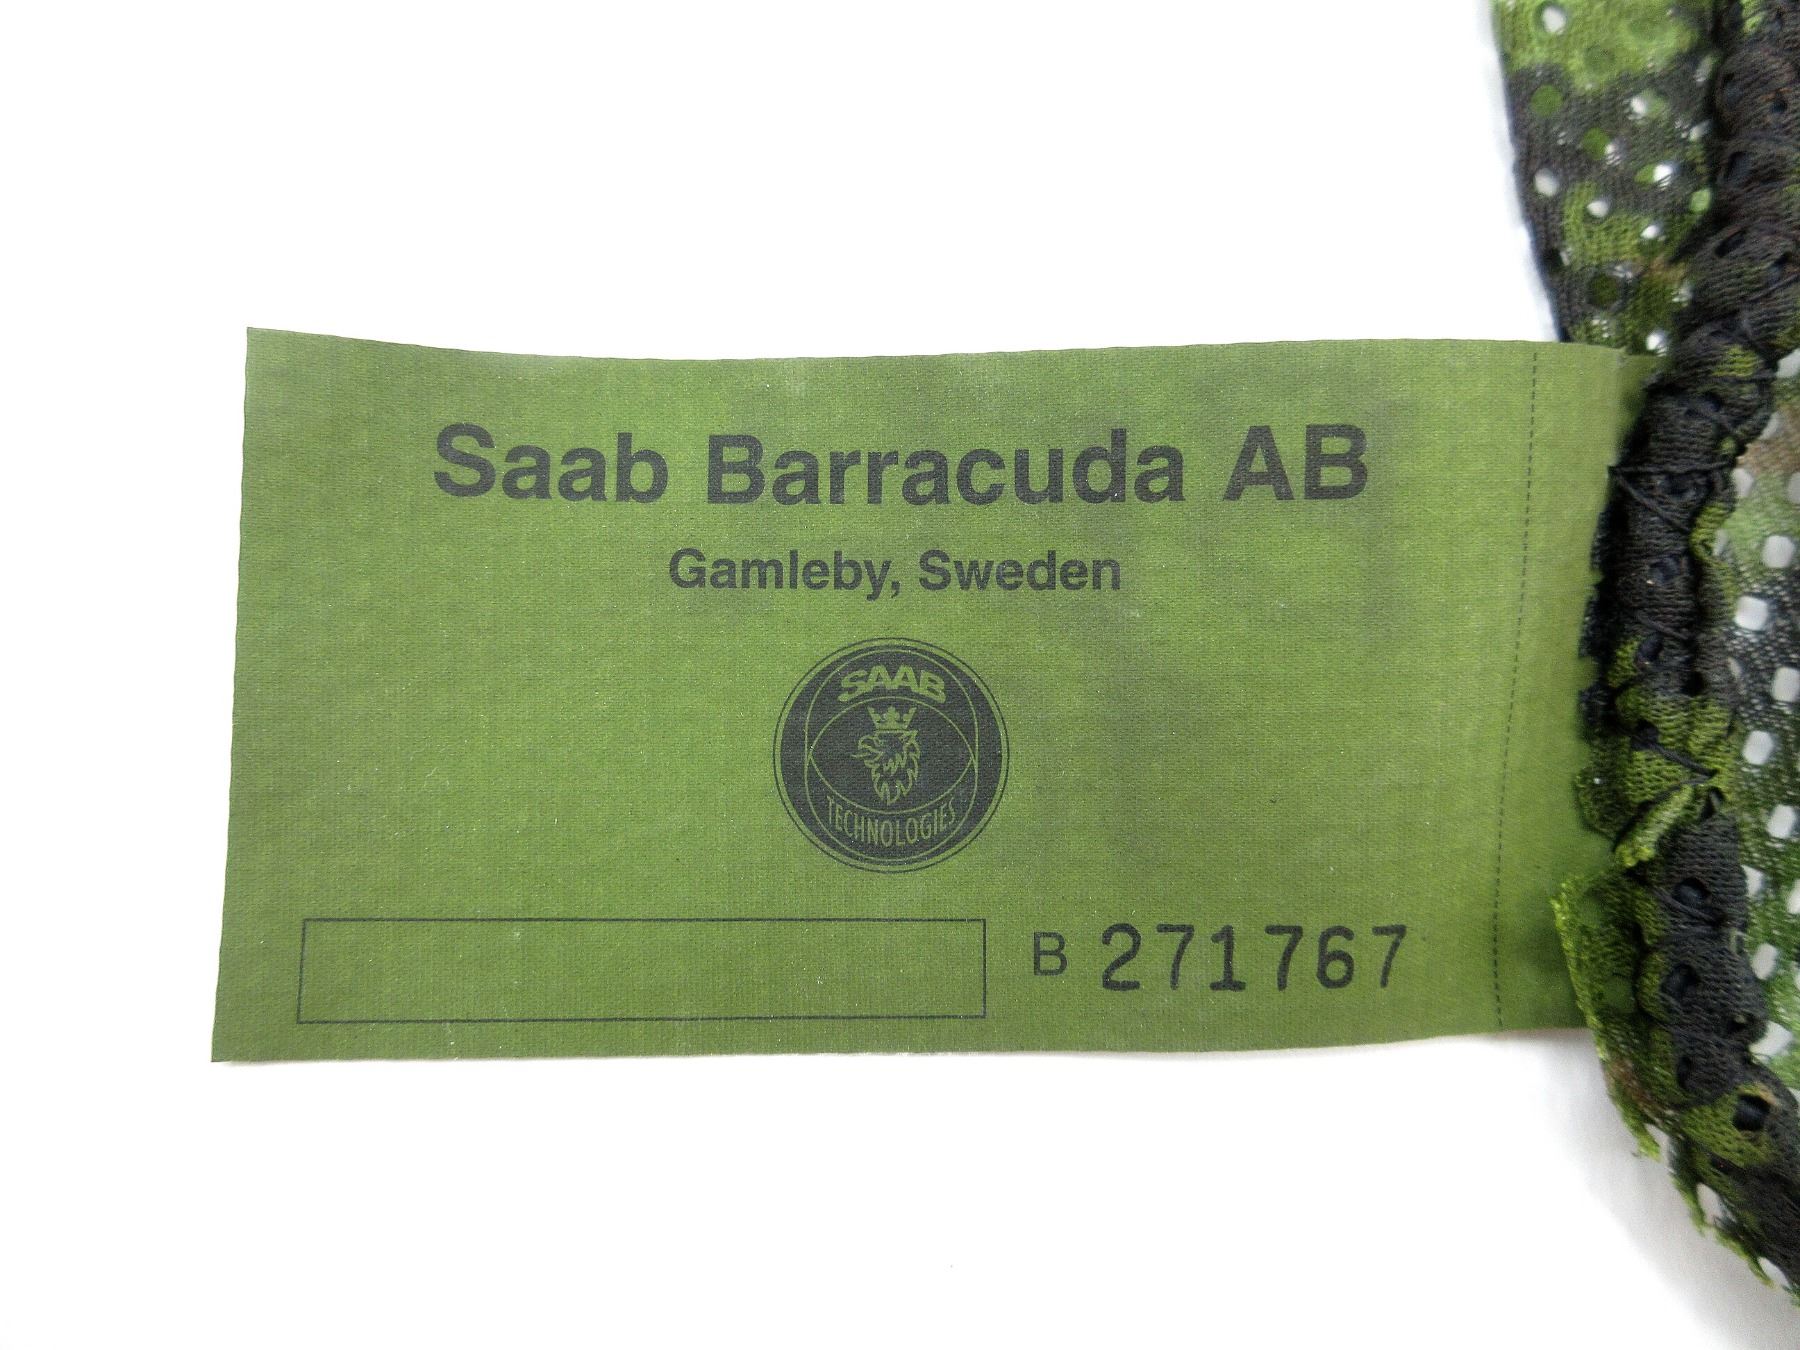 Saab Barracuda AB
Gamleby, Sweden
SAAB
TECHNOLOGIES
B 271767